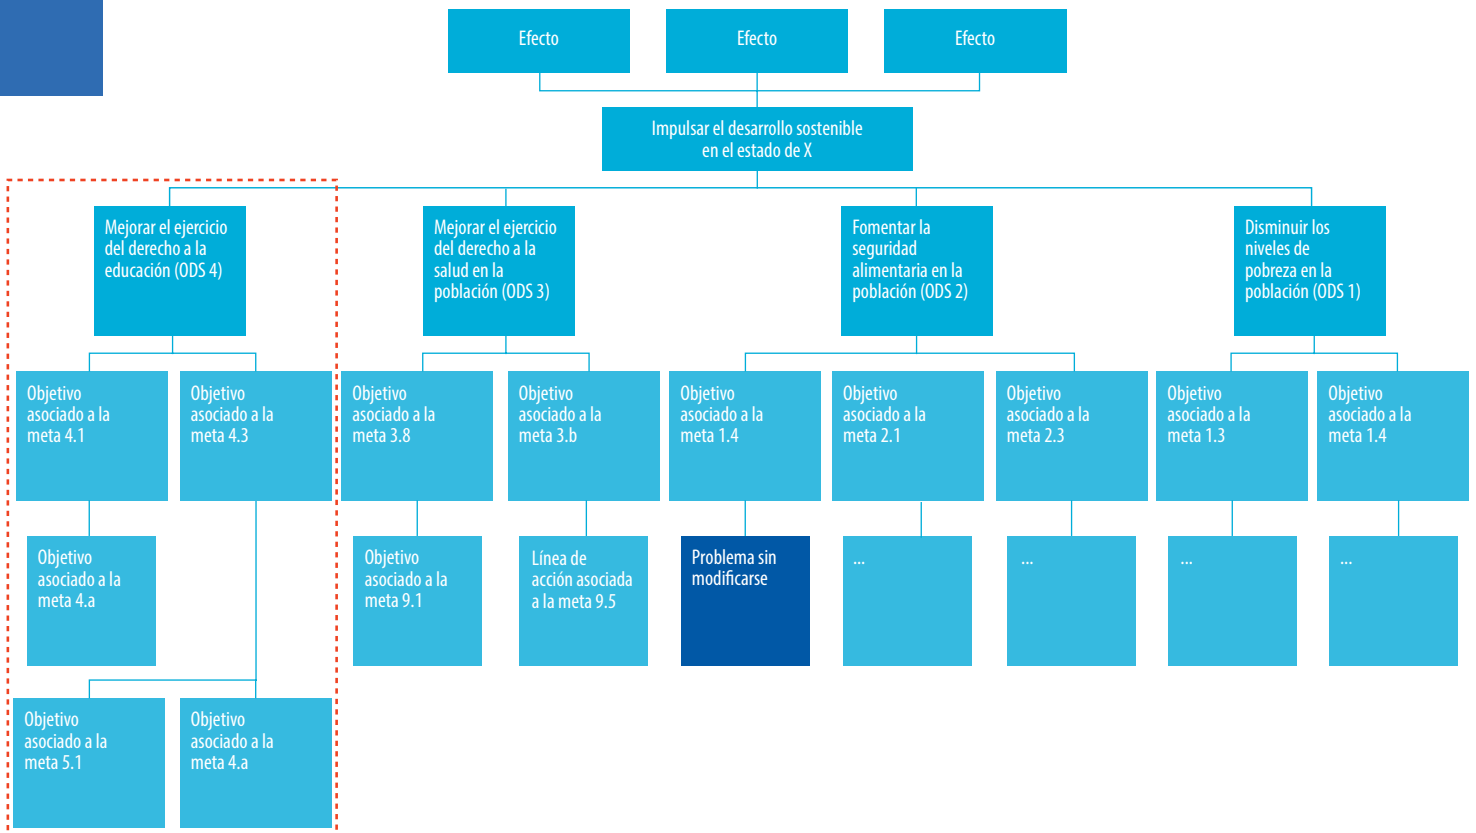 Efecto
Efecto
Efecto
Impulsar el desarrollo sostenible
en el estado de X
Mejorar el ejercicio
del derecho a la
educación (ODS 4)
Mejorar el ejercicio
del derecho a la
salud en la
población (ODS 3)
Fomentar la
seguridad
alimentaria en la
población (ODS 2)
Disminuir los
niveles de
pobreza en la
población (ODS 1)
Objetivo
asociado a la
meta 4.1
Objetivo
asociado a la
meta 4.3
Objetivo
asociado a la
meta 3.8
Objetivo
asociado a la
meta 3.b
Objetivo
asociado a la
meta 1.4
Objetivo
asociado a la
meta 2.1
Objetivo
asociado a la
meta 2.3
Objetivo
asociado a la
meta 1.3
Objetivo
asociado a la
meta 1.4
Objetivo
asociado a la
meta 4.a
Objetivo
asociado a la
meta 9.1
Línea de
acción asociada
a la meta 9.5
Problema sin
modificarse
...
...
...
...
Objetivo
asociado a la
meta 5.1
Objetivo
asociado a la
meta 4.a